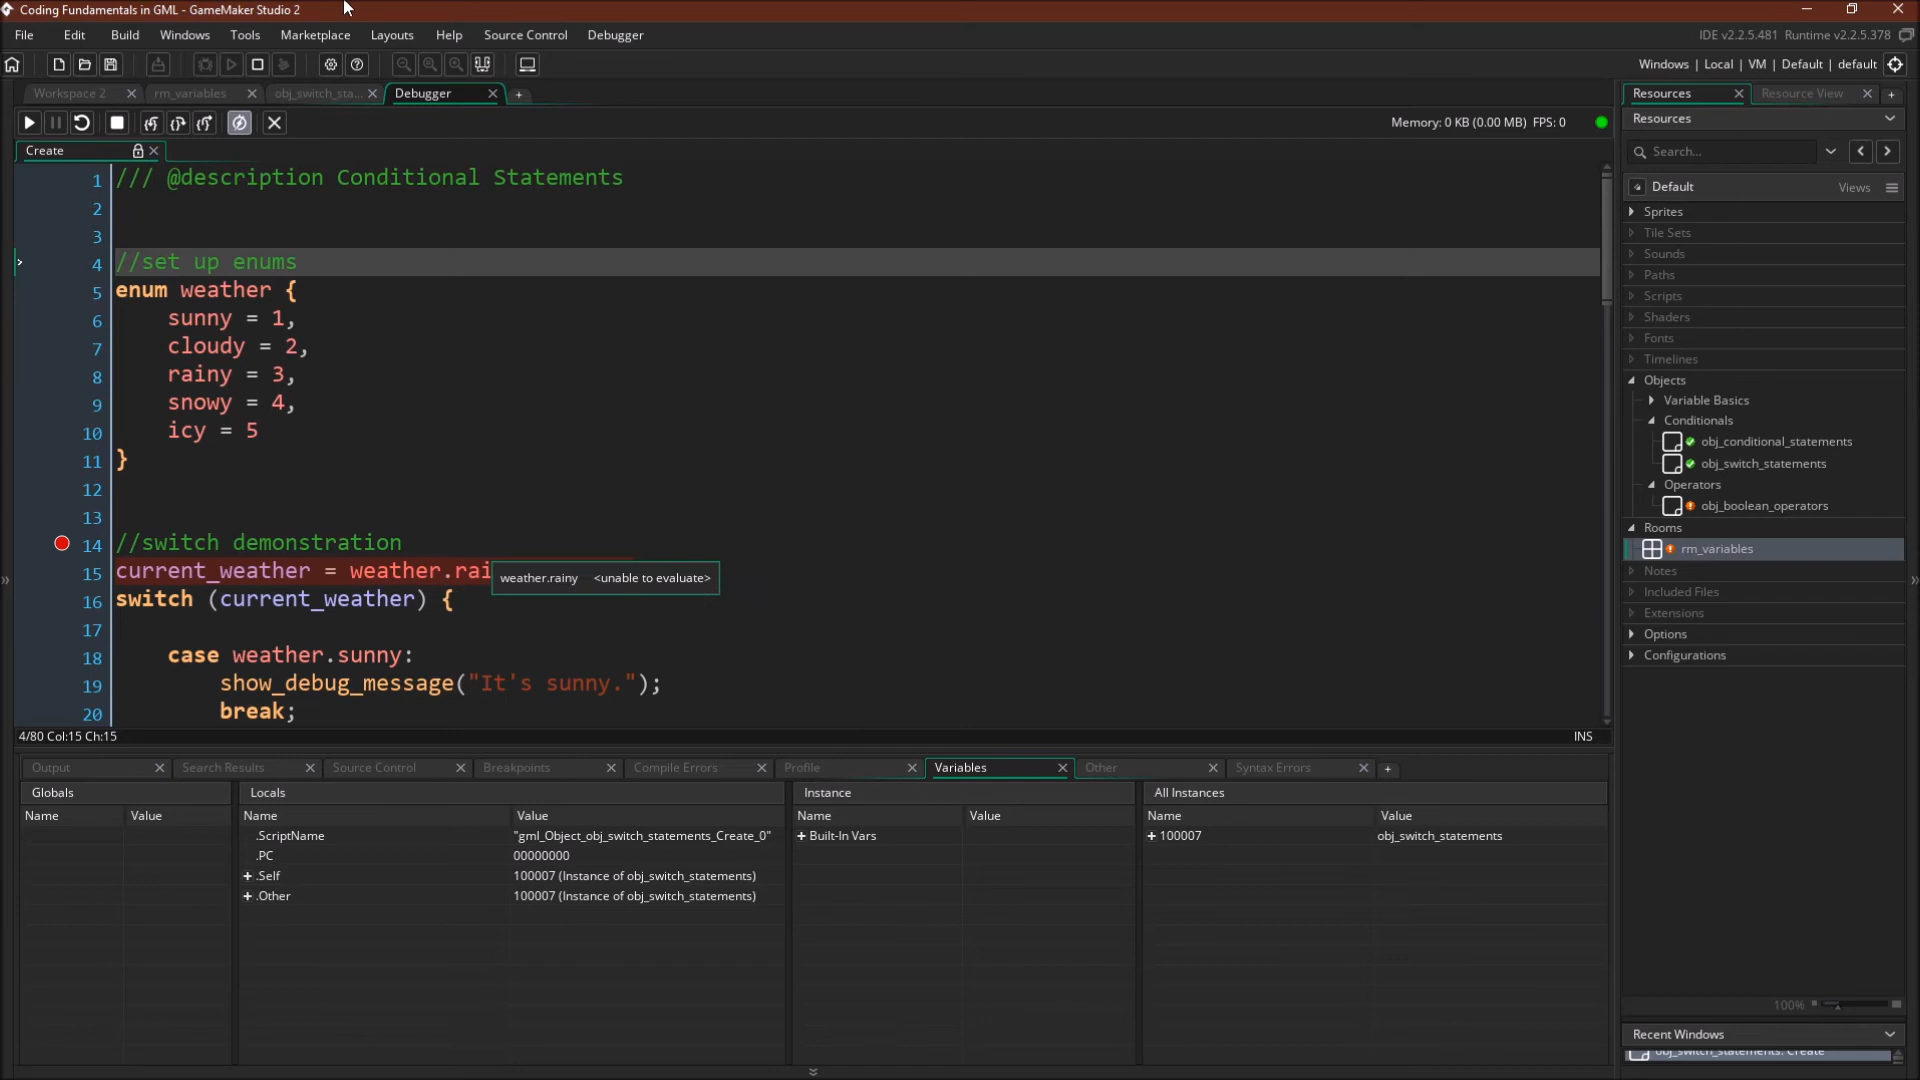 Coding Fundamentals in GML - GameMaker Studio 2
File Edit Build Windows Tools Marketplace Layouts Help Source Control Debugger
IDE v2.2.5.481 Runtime v2.2.5.378
Windows | Local | VM | Default | default
Workspace 2 rm_variables obj_switch_sta... Debugger
Memory: 0 KB (0.00 MB) FPS: 0
Create
1 /// @description Conditional Statements
2
3
4 //set up enums
5 enum weather {
6 sunny = 1,
7 cloudy = 2,
8 rainy = 3,
9 snowy = 4,
10 icy = 5
11 }
12
13
14 //switch demonstration
15 current_weather = weather.rai
weather.rainy <unable to evaluate>
16 switch (current_weather) {
17
18 case weather.sunny:
19 show_debug_message("It's sunny.");
20 break;
4/80 Col:15 Ch:15
INS
Output Search Results Source Control Breakpoints Compile Errors Profile Variables Other Syntax Errors
Globals
Name Value
Locals
Name Value
.ScriptName "gml_Object_obj_switch_statements_Create_0"
.PC 00000000
.Self 100007 (Instance of obj_switch_statements)
.Other 100007 (Instance of obj_switch_statements)
Instance
Name Value
Built-In Vars
All Instances
Name Value
100007 obj_switch_statements
Resources Resource View
Resources
Search...
Default Views
Sprites
Tile Sets
Sounds
Paths
Scripts
Shaders
Fonts
Timelines
Objects
Variable Basics
Conditionals
obj_conditional_statements
obj_switch_statements
Operators
obj_boolean_operators
Rooms
rm_variables
Notes
Included Files
Extensions
Options
Configurations
100%
Recent Windows
obj_switch_statements: Create